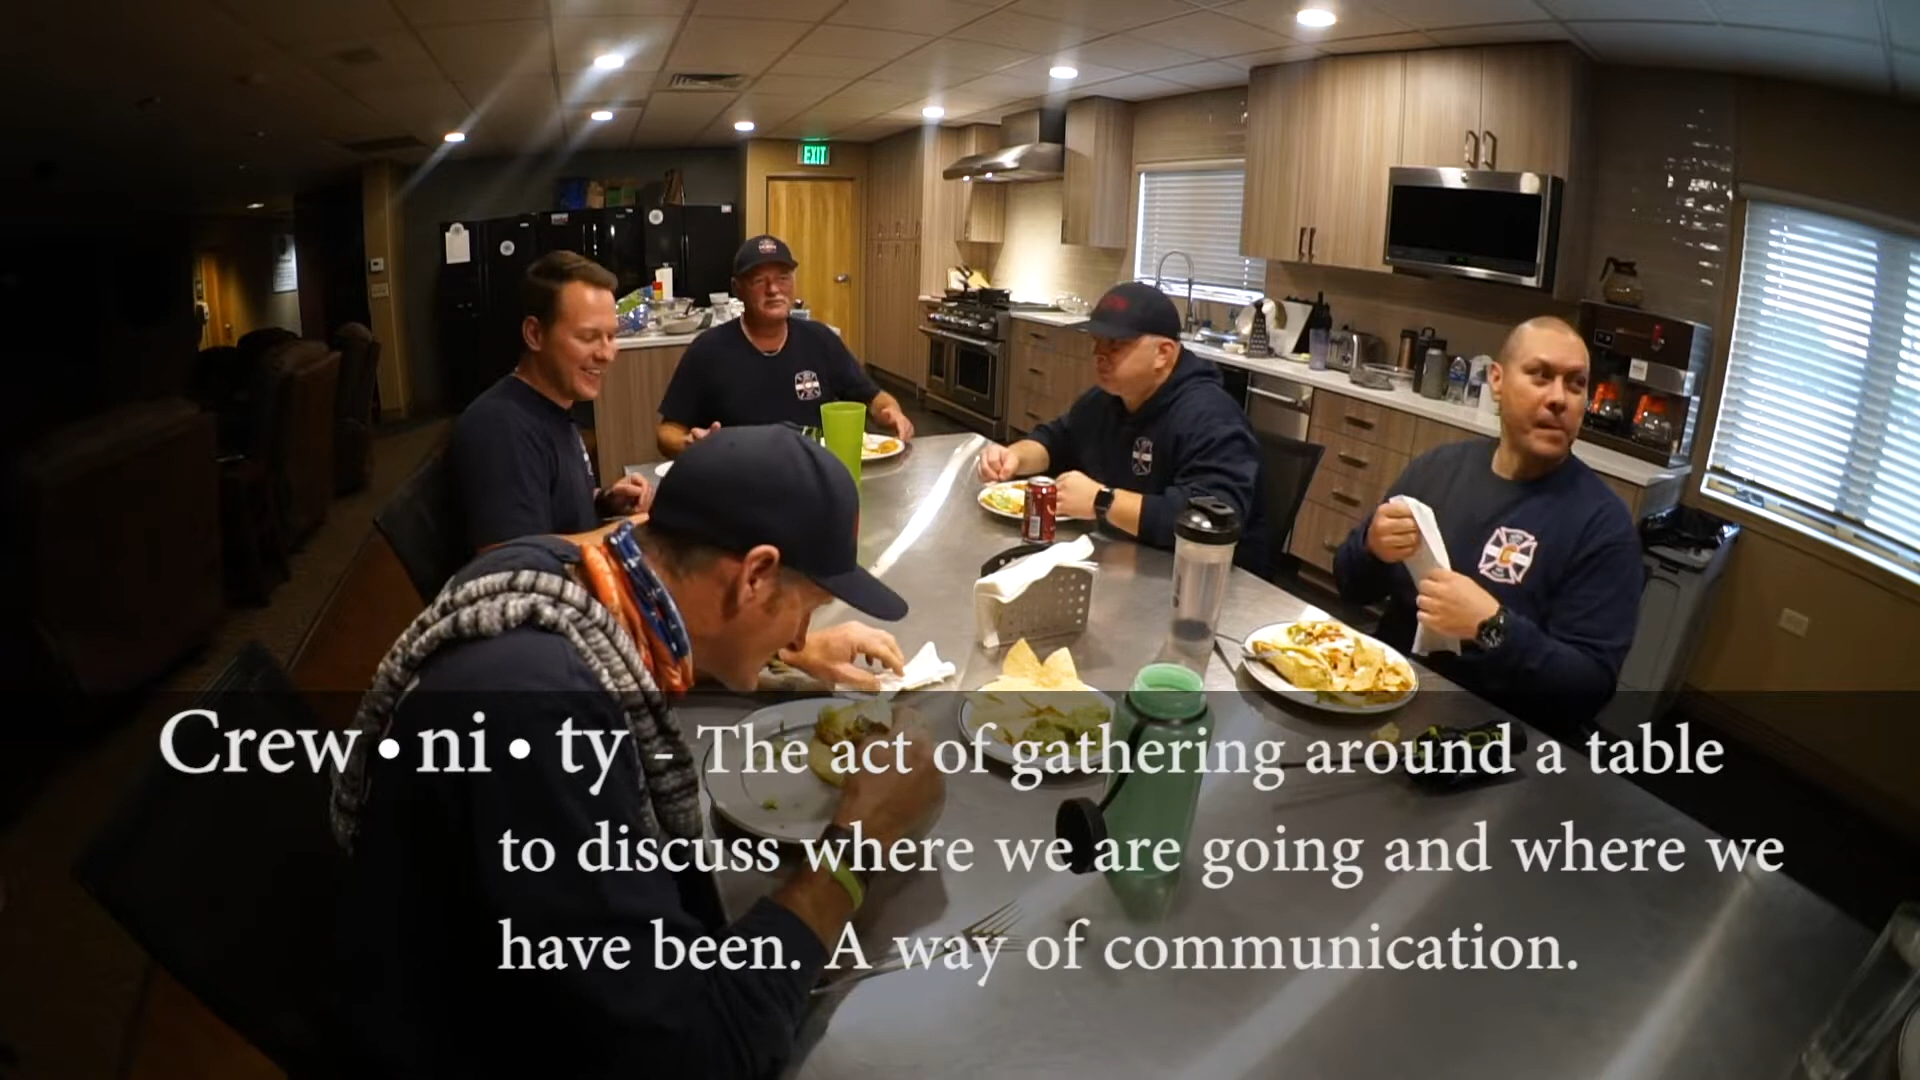 EXIT
Crew•ni•ty - The act of gathering around a table
to discuss where we are going and where we
have been. A way of communication.